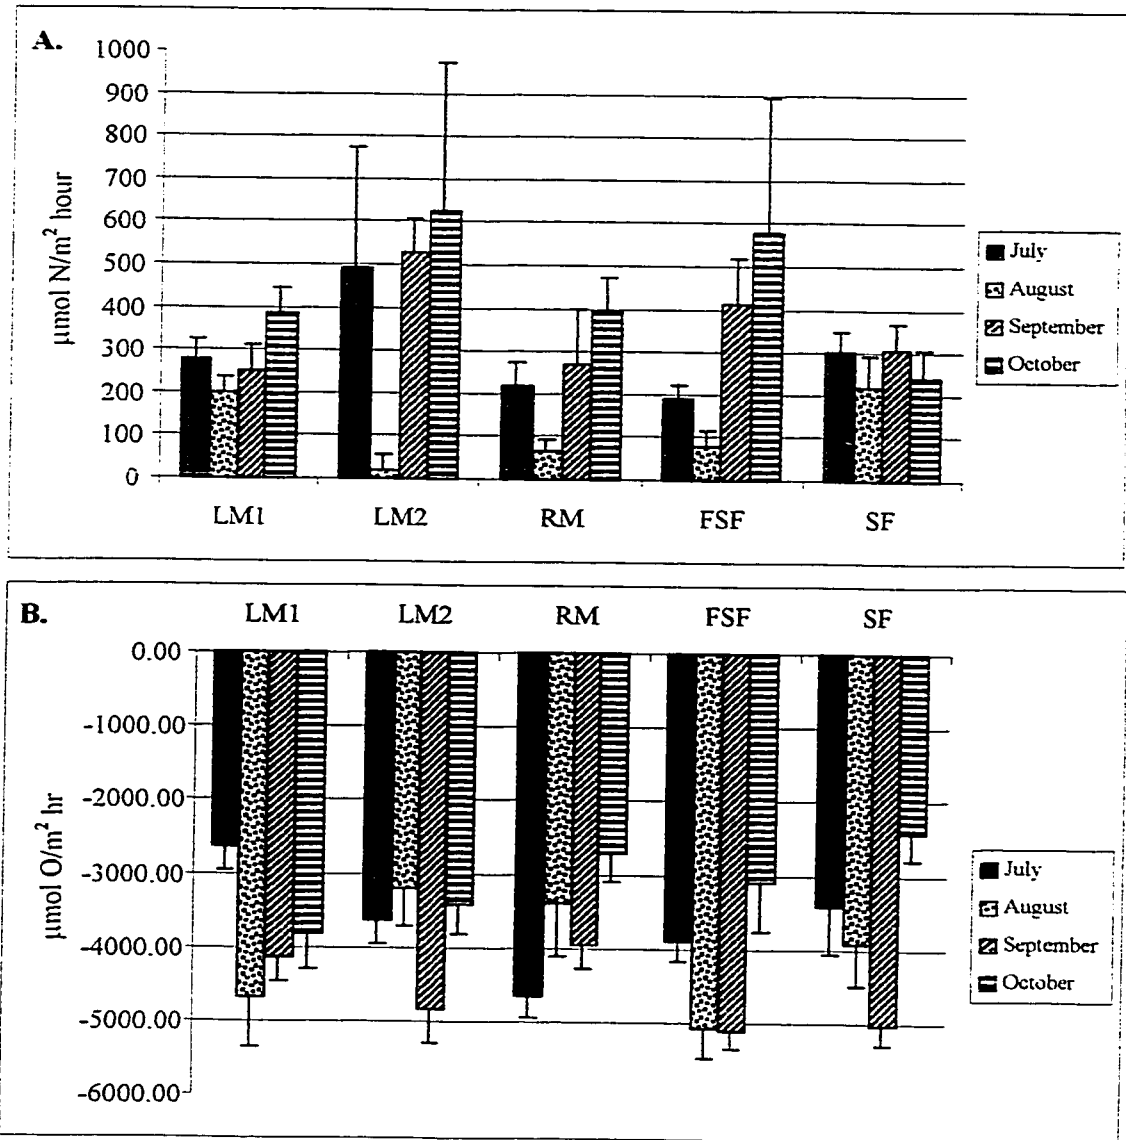 A.
1000
900
800
700
600
500
400
300
200
100
0
μmol N/m² hour
LM1 LM2 RM FSF SF
July
August
September
October
B.
LM1 LM2 RM FSF SF
0.00
-1000.00
-2000.00
-3000.00
-4000.00
-5000.00
-6000.00
μmol O/m² hr
July
August
September
October